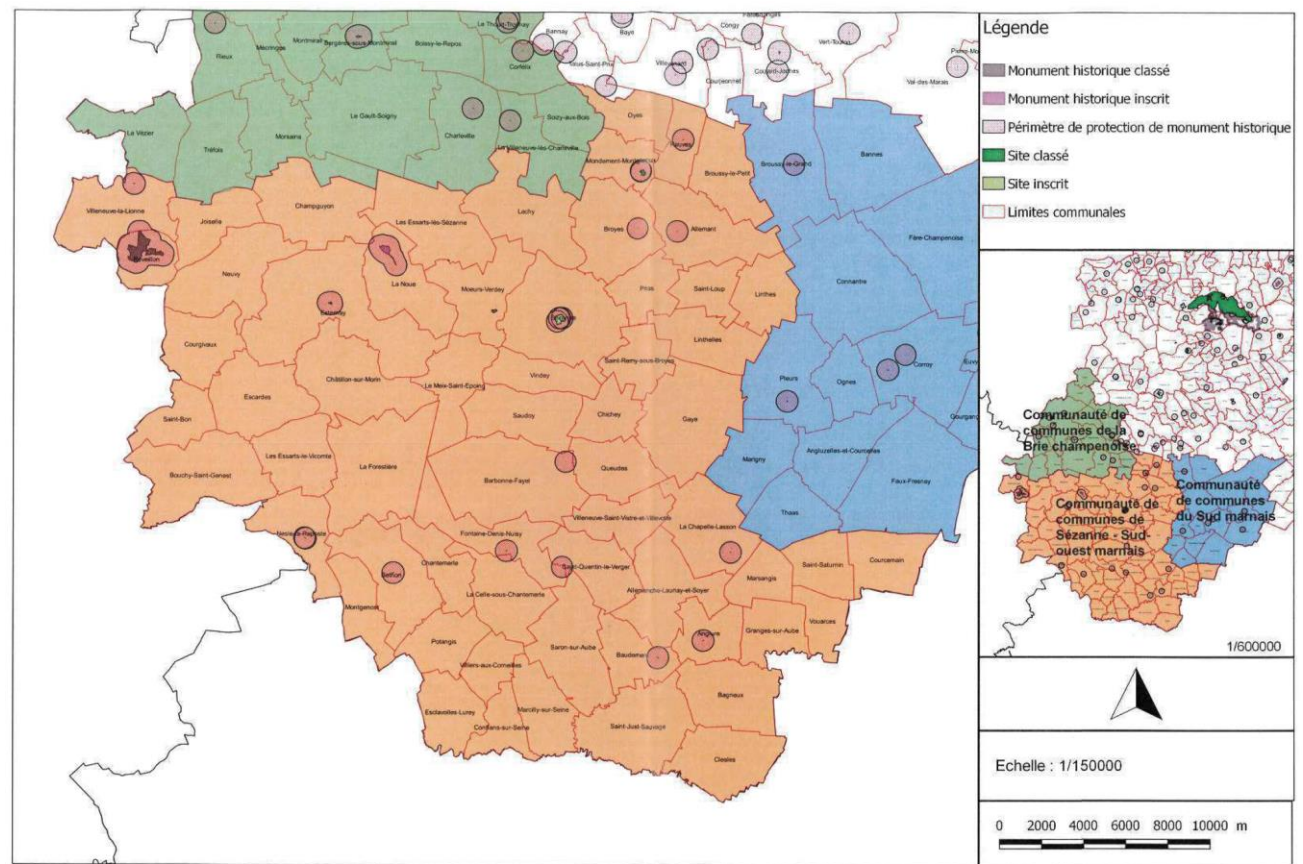 Le Thoult-Trosnay
Bannay
Baye
Congy
Vert-Toulon
Montmirail
Bergères-sous-Montmirail
Boissy-le-Repos
Mécringes
Rieux
Corfélix
Talus-Saint-Prix
Villevenard
Courjeonnet
Coizard-Joches
Val-des-Marais
Le Vézier
Tréfols
Morsains
Le Gault-Soigny
Charleville
La Villeneuve-lès-Charleville
Soizy-aux-Bois
Oyes
Reuves
Mondement-Montgivroux
Broussy-le-Petit
Broussy-le-Grand
Bannes
Villeneuve-la-Lionne
Joiselle
Champguyon
Les Essarts-lès-Sézanne
Lachy
Broyes
Allemant
Fère-Champenoise
Réveillon
Neuvy
La Noue
Moeurs-Verdey
Péas
Saint-Loup
Linthes
Connantre
Esternay
Sézanne
Linthelles
Courgivaux
Châtillon-sur-Morin
Le Meix-Saint-Epoing
Vindey
Saint-Remy-sous-Broyes
Pleurs
Ognes
Corroy
Escardes
Saint-Bon
Saudoy
Chichey
Gaye
Bouchy-Saint-Genest
Les Essarts-le-Vicomte
La Forestière
Barbonne-Fayel
Queudes
Marigny
Angluzelles-et-Courcelles
Faux-Fresnay
Thaas
Villeneuve-Saint-Vistre-et-Villevotte
La Chapelle-Lasson
Nesle-la-Reposte
Fontaine-Denis-Nuisy
Chantemerle
Bethon
Saint-Quentin-le-Verger
Marsangis
Saint-Saturnin
Courcemain
Montgenost
La Celle-sous-Chantemerle
Allemanche-Launay-et-Soyer
Potangis
Villiers-aux-Corneilles
Saron-sur-Aube
Baudement
Anglure
Granges-sur-Aube
Vouarces
Esclavolles-Lurey
Conflans-sur-Seine
Marcilly-sur-Seine
Saint-Just-Sauvage
Bagneux
Clesles
Légende
Monument historique classé
Monument historique inscrit
Périmètre de protection de monument historique
Site classé
Site inscrit
Limites communales
Communauté de
communes de la
Brie champenoise
Communauté
de communes
du Sud marnais
Communauté de
communes de
Sézanne - Sud-
ouest marnais
1/600000
Echelle : 1/150000
0 2000 4000 6000 8000 10000 m